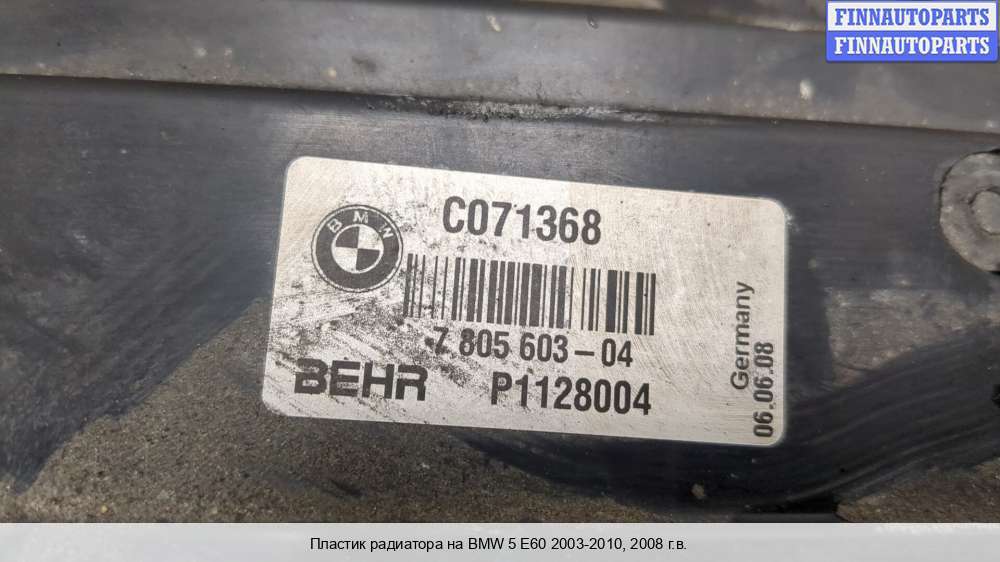 FINNAUTOPARTS
FINNAUTOPARTS
BMW
C071368
7 805 603-04
BEHR
P1128004
Germany
06.06.08
Пластик радиатора на BMW 5 E60 2003-2010, 2008 г.в.